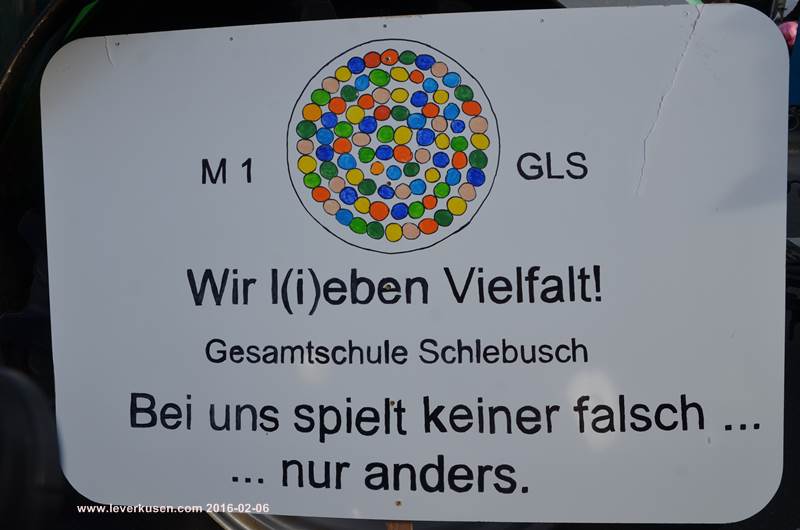 M 1
GLS
Wir l(i)eben Vielfalt!
Gesamtschule Schlebusch
Bei uns spielt keiner falsch ...
... nur anders.
www.leverkusen.com 2016-02-06